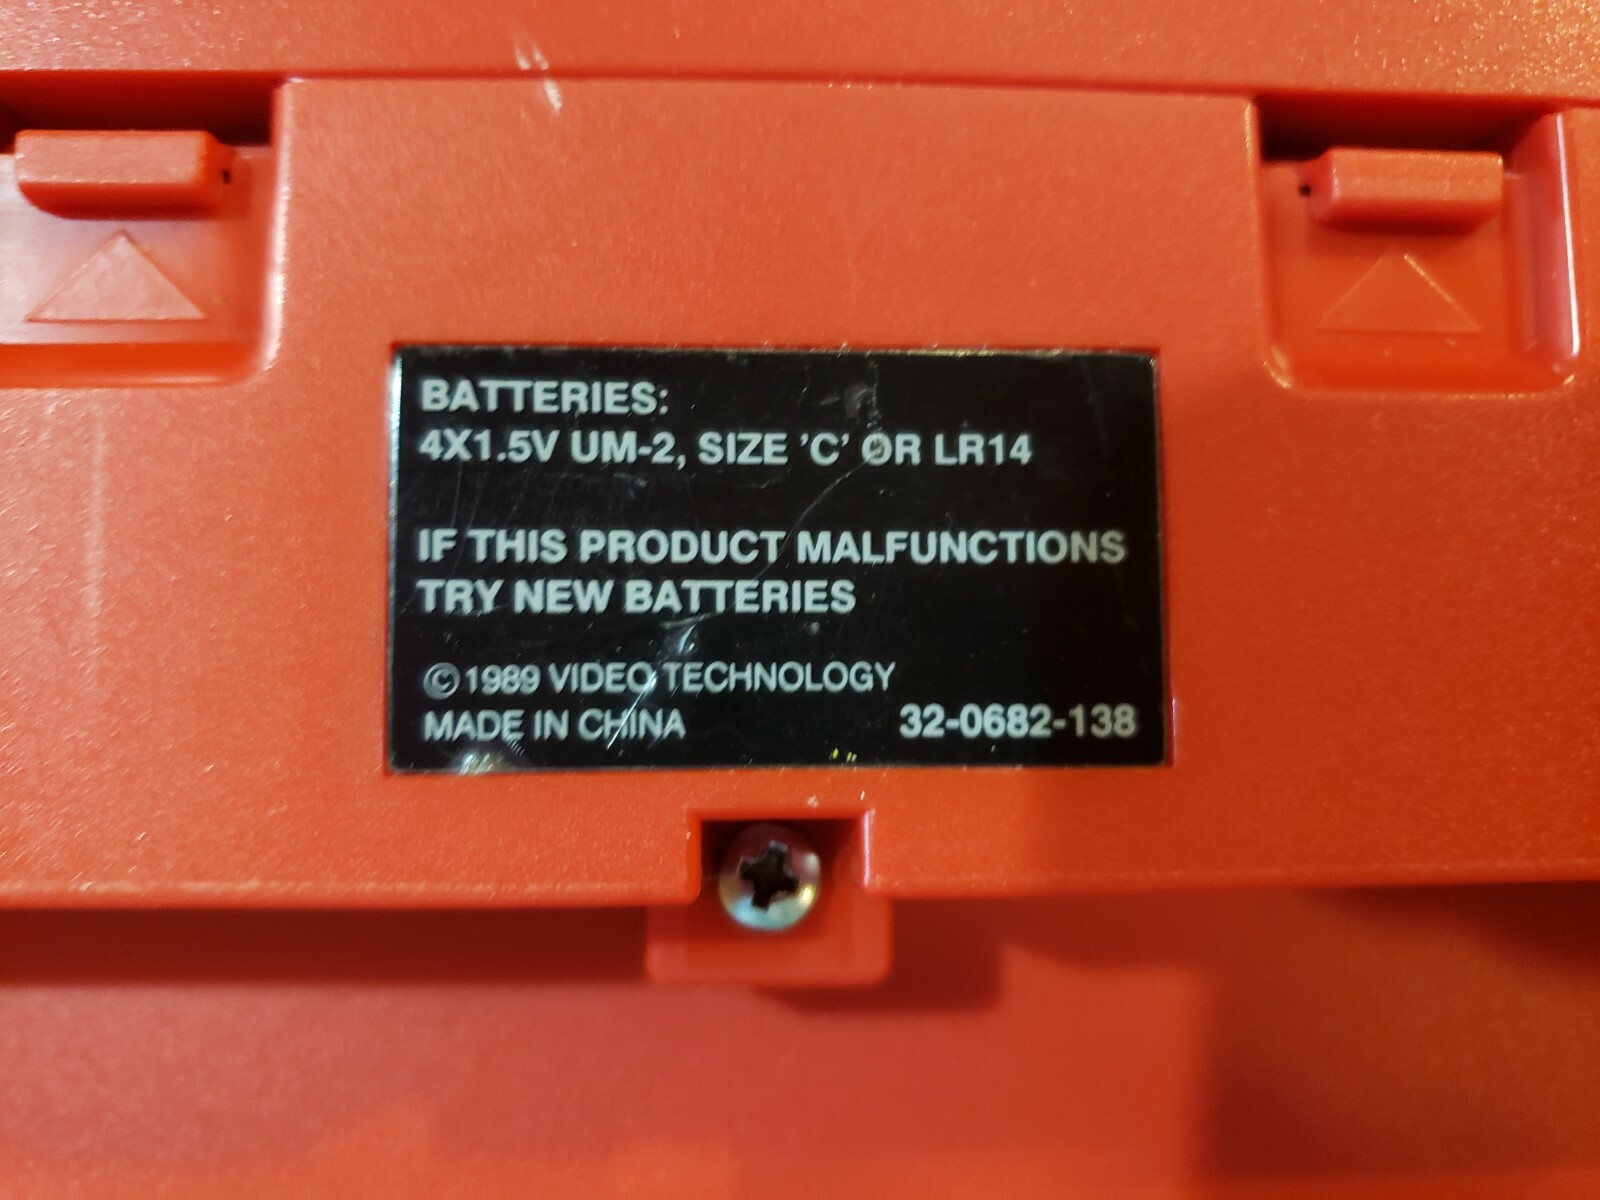 BATTERIES:
4X1.5V UM-2, SIZE 'C' OR LR14
IF THIS PRODUCT MALFUNCTIONS
TRY NEW BATTERIES
©1989 VIDEO TECHNOLOGY
MADE IN CHINA 32-0682-138